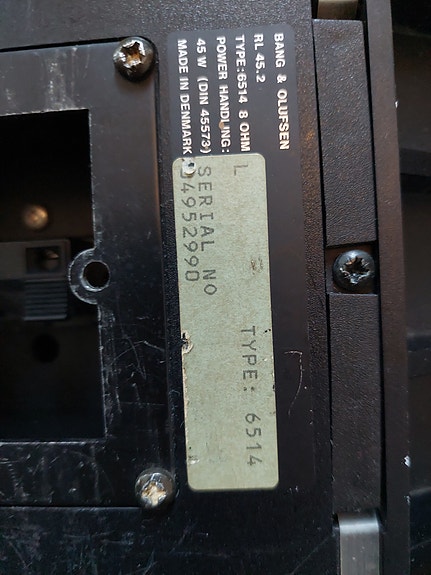 BANG & OLUFSEN
RL 45.2
TYPE:6514 8 OHM
POWER HANDLING:
45 W (DIN 45573)
MADE IN DENMARK
L TYPE: 6514
SERIAL NO